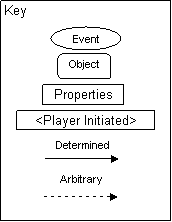 Key
Event
Object
Properties
<Player Initiated>
Determined
Arbitrary